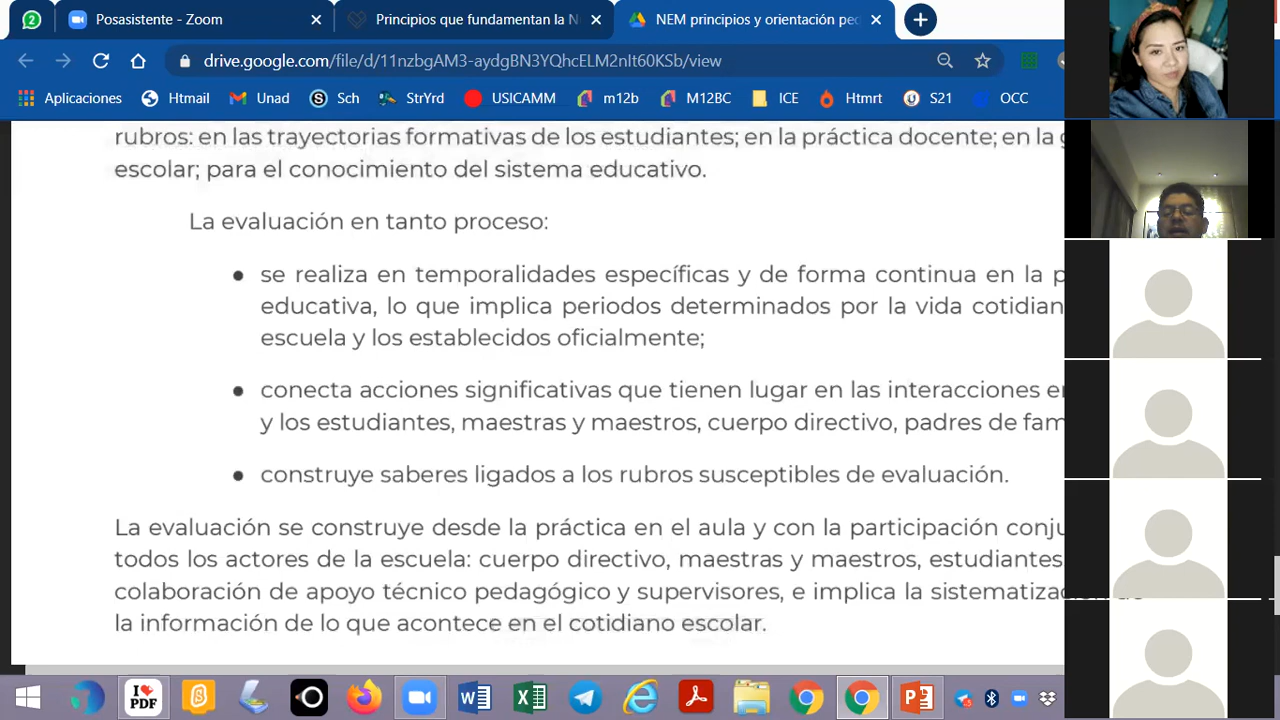 2
Posasistente - Zoom
Principios que fundamentan la N
NEM principios y orientación pe
drive.google.com/file/d/11nzbgAM3-aydgBN3YQhcELM2nIt60KSb/view
Aplicaciones Htmail Unad Sch StrYrd USICAMM m12b M12BC ICE Htmrt S21 OCC
rubros: en las trayectorias formativas de los estudiantes; en la práctica docente; en la
escolar; para el conocimiento del sistema educativo.
La evaluación en tanto proceso:
● se realiza en temporalidades específicas y de forma continua en la p
educativa, lo que implica periodos determinados por la vida cotidian
escuela y los establecidos oficialmente;
● conecta acciones significativas que tienen lugar en las interacciones
y los estudiantes, maestras y maestros, cuerpo directivo, padres de fam
● construye saberes ligados a los rubros susceptibles de evaluación.
La evaluación se construye desde la práctica en el aula y con la participación conju
todos los actores de la escuela: cuerpo directivo, maestras y maestros, estudiantes
colaboración de apoyo técnico pedagógico y supervisores, e implica la sistematización de
la información de lo que acontece en el cotidiano escolar.
I PDF